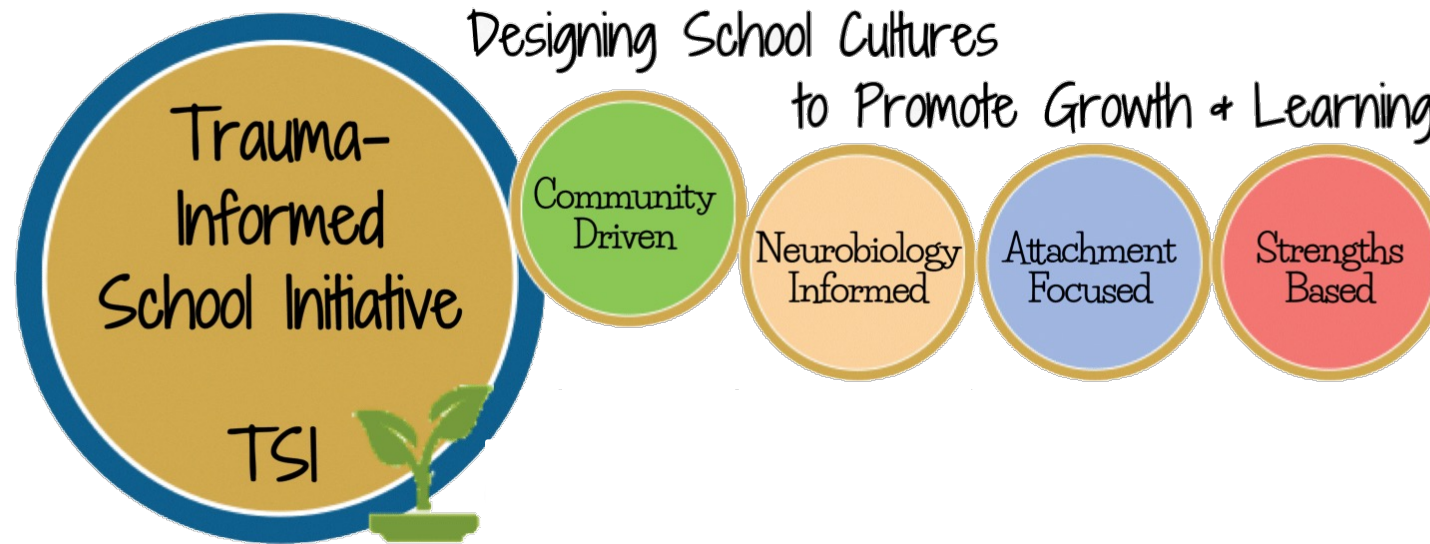 Designing School Cultures
to Promote Growth & Learning
Trauma-
Informed
School Initiative
TSI
Community
Driven
Neurobiology
Informed
Attachment
Focused
Strengths
Based